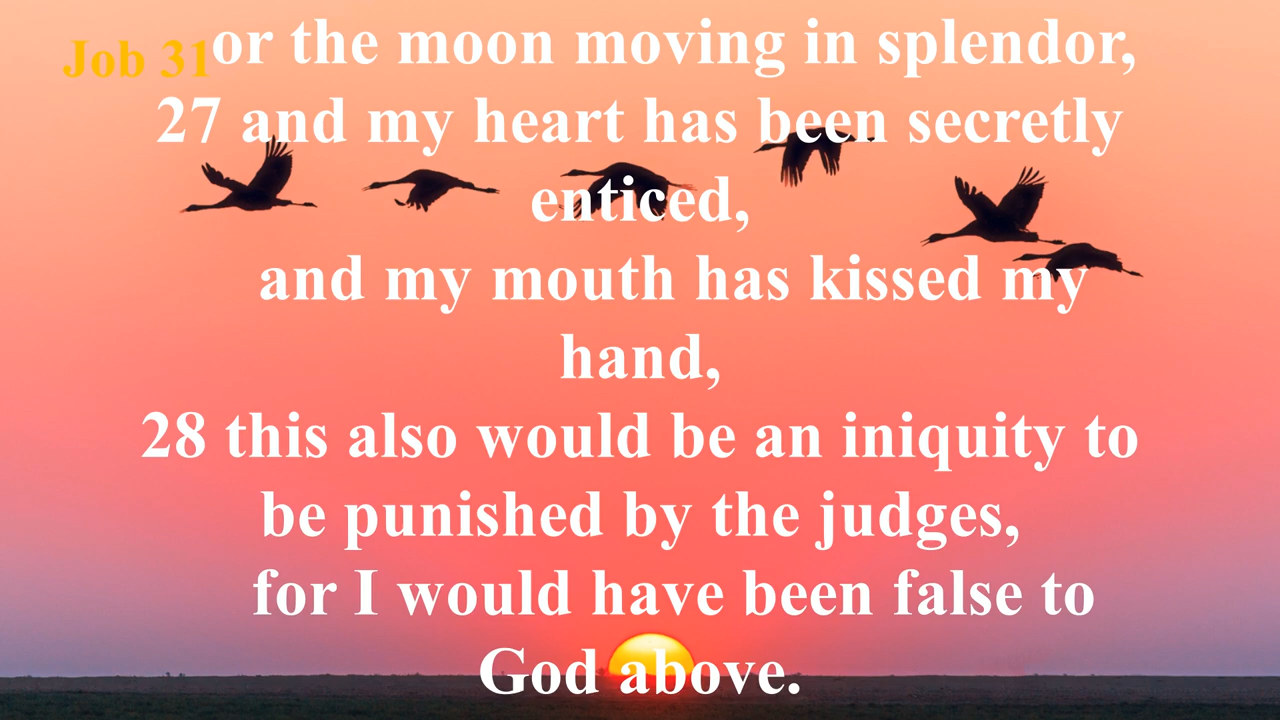 Job 31
or the moon moving in splendor,
27 and my heart has been secretly
enticed,
and my mouth has kissed my
hand,
28 this also would be an iniquity to
be punished by the judges,
for I would have been false to
God above.